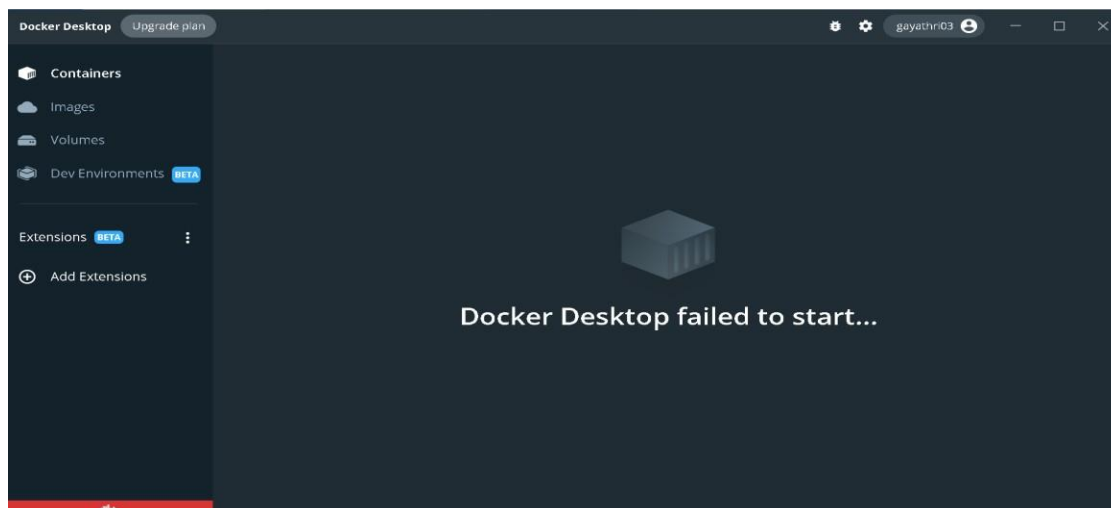 Docker Desktop Upgrade plan gayathri03
Containers
Images
Volumes
Dev Environments BETA
Extensions BETA
Add Extensions
Docker Desktop failed to start...